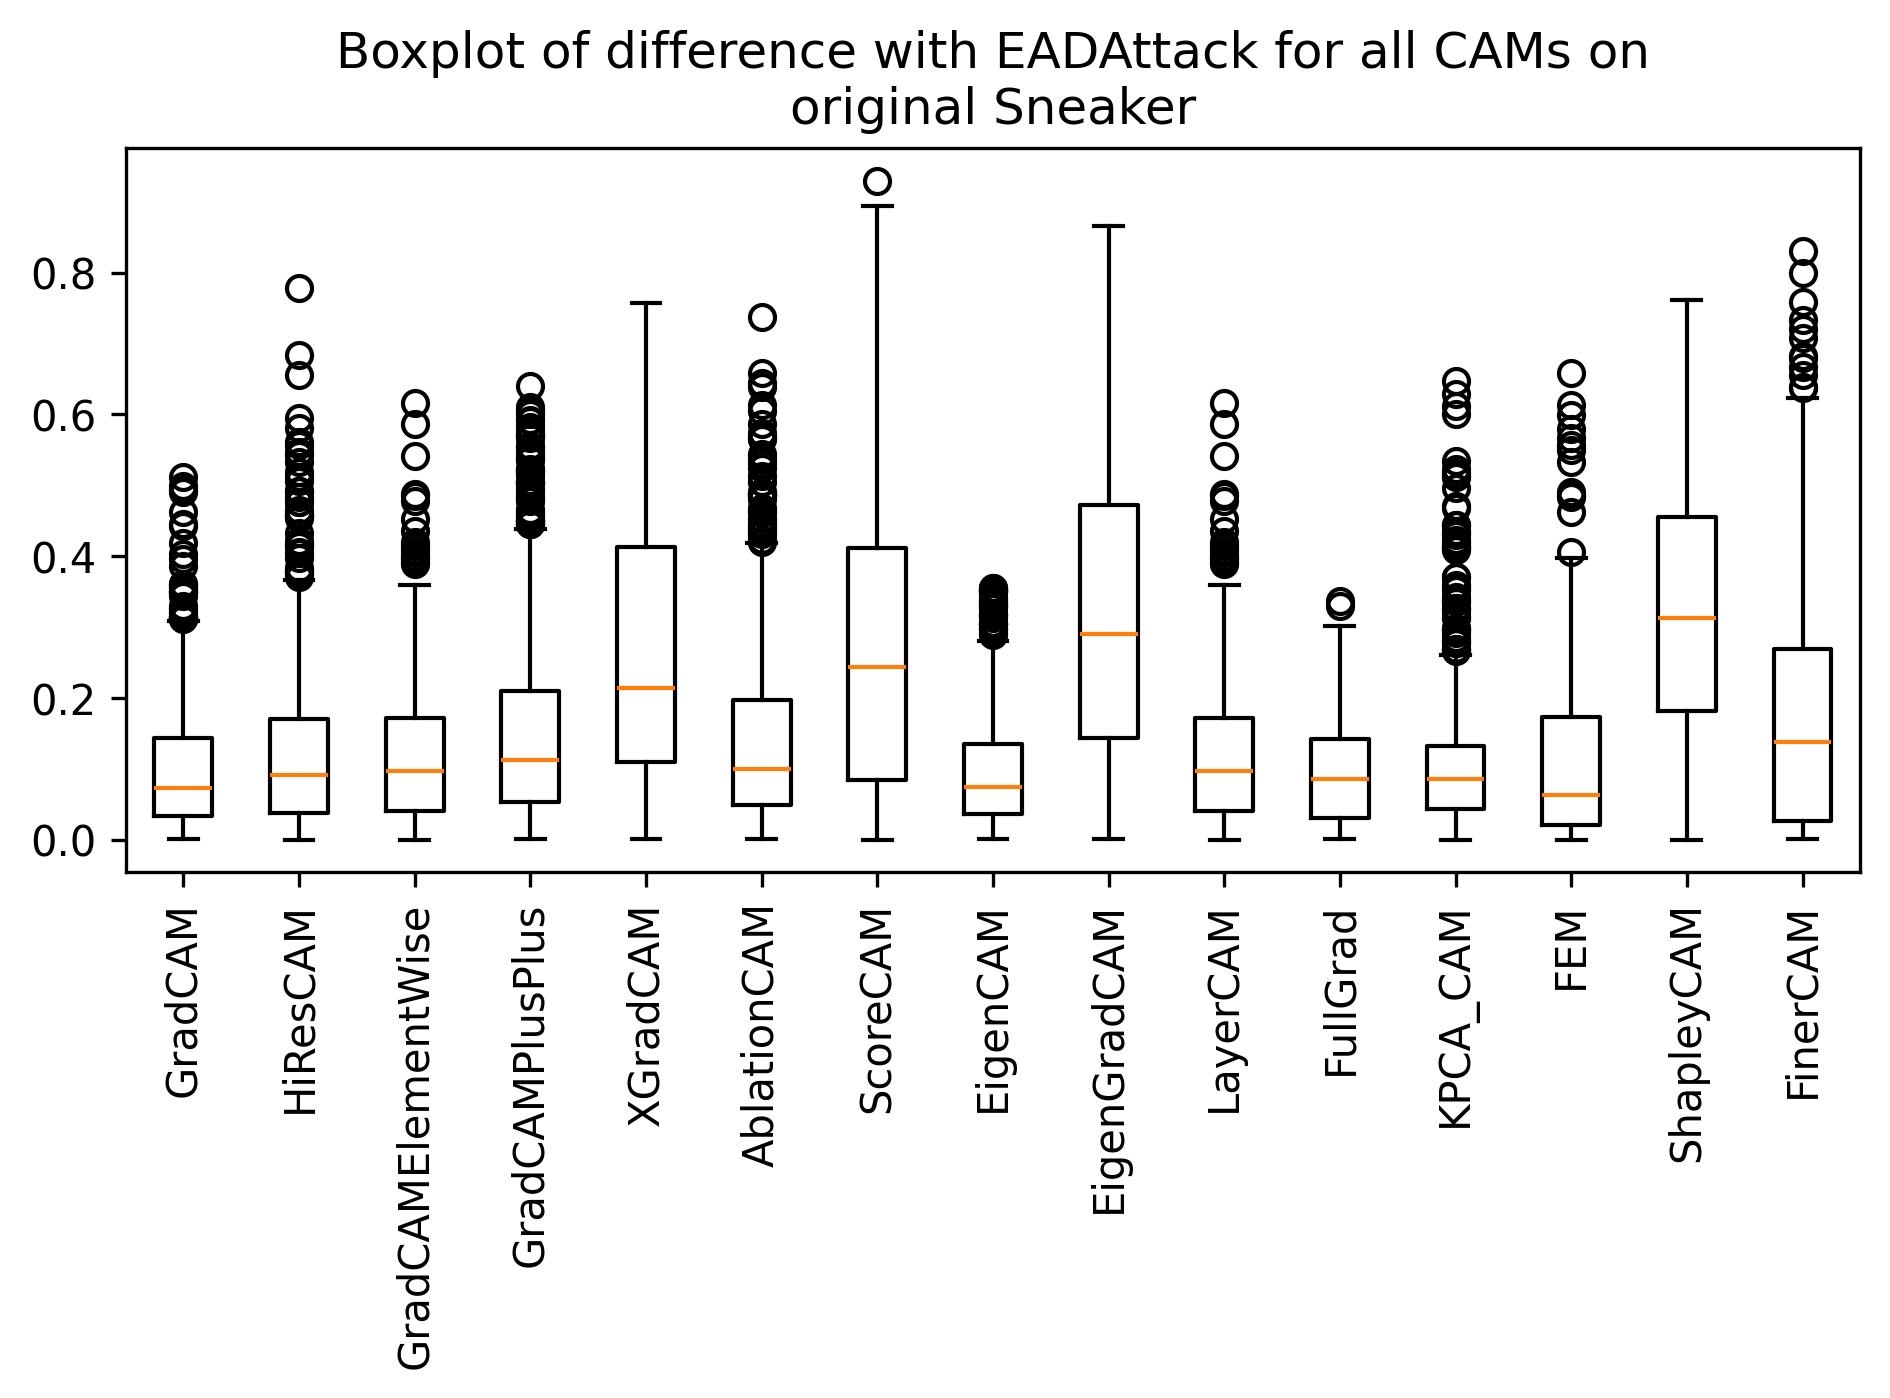 Boxplot of difference with EADAttack for all CAMs on
original Sneaker
0.8
0.6
0.4
0.2
0.0
GradCAM
HiResCAM
GradCAMElementWise
GradCAMPlusPlus
XGradCAM
AblationCAM
ScoreCAM
EigenCAM
EigenGradCAM
LayerCAM
FullGrad
KPCA_CAM
FEM
ShapleyCAM
FinerCAM